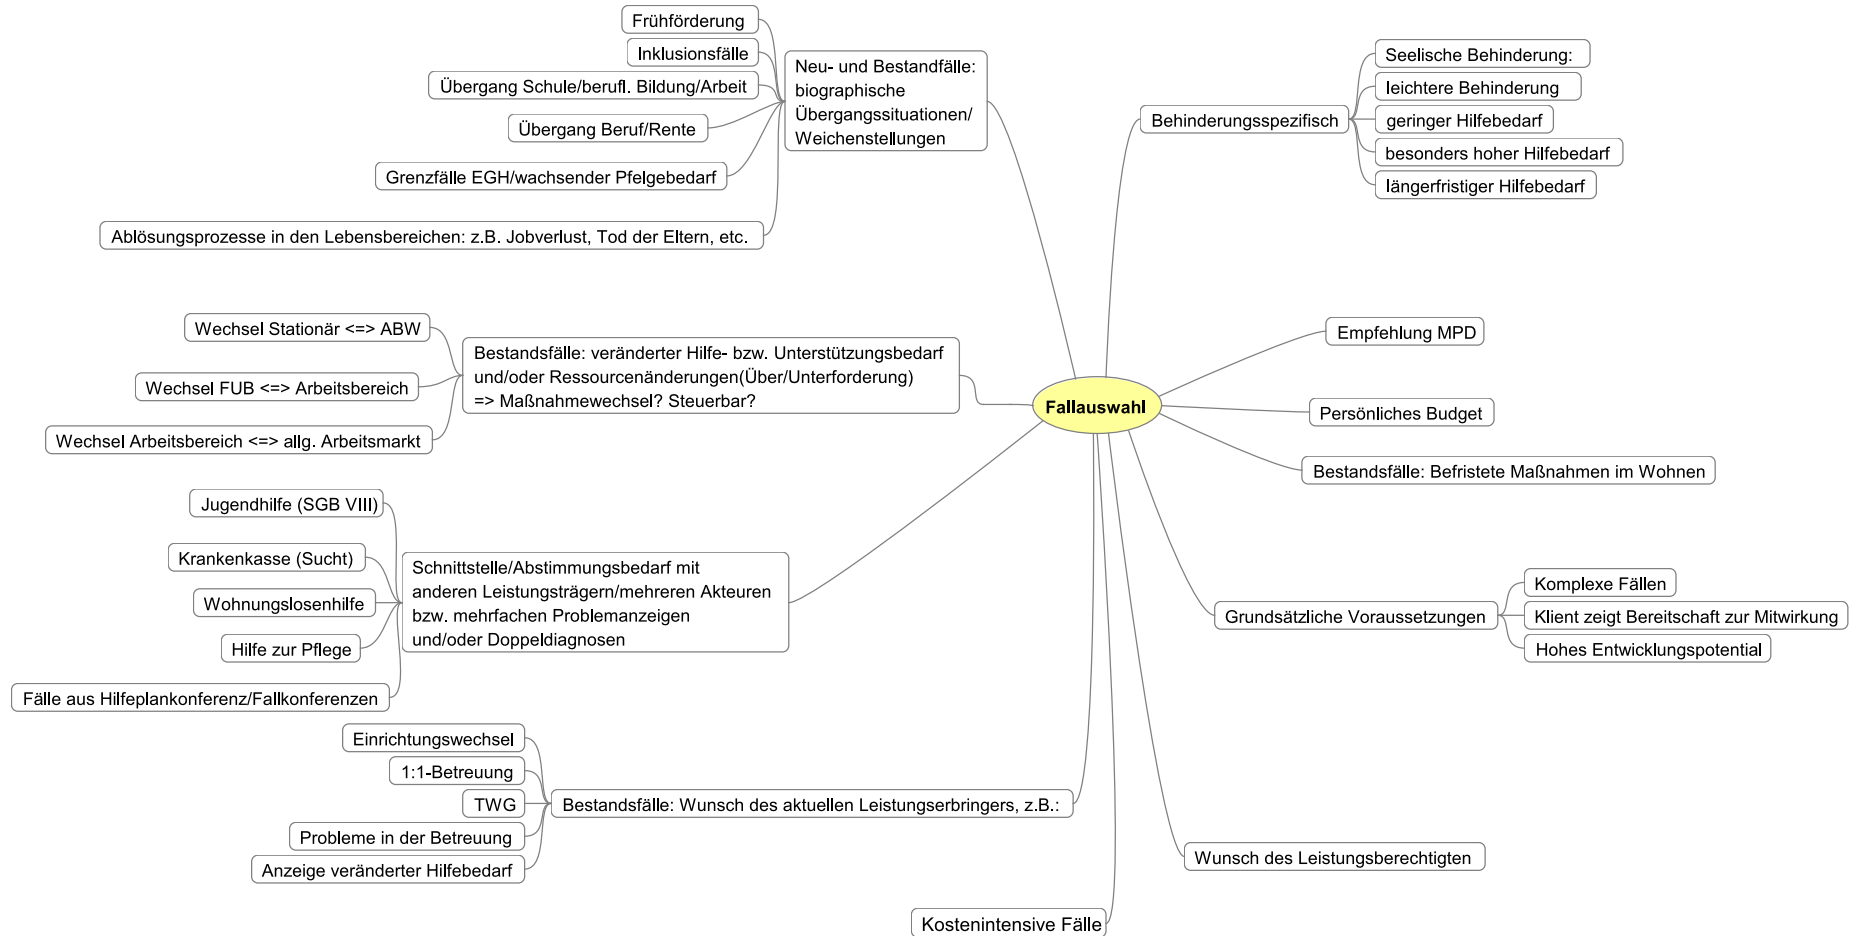 Frühförderung
Inklusionsfälle
Übergang Schule/berufl. Bildung/Arbeit
Übergang Beruf/Rente
Grenzfälle EGH/wachsender Pfelgebedarf
Ablösungsprozesse in den Lebensbereichen: z.B. Jobverlust, Tod der Eltern, etc.
Neu- und Bestandfälle:
biographische
Übergangssituationen/
Weichenstellungen
Wechsel Stationär <=> ABW
Wechsel FUB <=> Arbeitsbereich
Wechsel Arbeitsbereich <=> allg. Arbeitsmarkt
Bestandsfälle: veränderter Hilfe- bzw. Unterstützungsbedarf
und/oder Ressourcenänderungen(Über/Unterforderung)
=> Maßnahmewechsel? Steuerbar?
Jugendhilfe (SGB VIII)
Krankenkasse (Sucht)
Wohnungslosenhilfe
Hilfe zur Pflege
Fälle aus Hilfeplankonferenz/Fallkonferenzen
Schnittstelle/Abstimmungsbedarf mit
anderen Leistungsträgern/mehreren Akteuren
bzw. mehrfachen Problemanzeigen
und/oder Doppeldiagnosen
Einrichtungswechsel
1:1-Betreuung
TWG
Probleme in der Betreuung
Anzeige veränderter Hilfebedarf
Bestandsfälle: Wunsch des aktuellen Leistungserbringers, z.B.:
Kostenintensive Fälle
Fallauswahl
Behinderungsspezifisch
Seelische Behinderung:
leichtere Behinderung
geringer Hilfebedarf
besonders hoher Hilfebedarf
längerfristiger Hilfebedarf
Empfehlung MPD
Persönliches Budget
Bestandsfälle: Befristete Maßnahmen im Wohnen
Grundsätzliche Voraussetzungen
Komplexe Fällen
Klient zeigt Bereitschaft zur Mitwirkung
Hohes Entwicklungspotential
Wunsch des Leistungsberechtigten